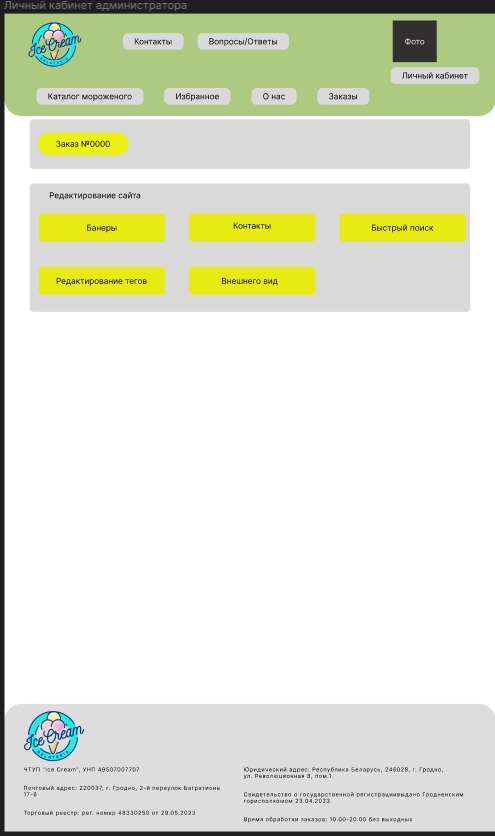 Личный кабинет администратора
Ice Cream
GELATERIA
Контакты
Вопросы/Ответы
Фото
Личный кабинет
Каталог мороженого
Избранное
О нас
Заказы
Заказ №0000
Редактирование сайта
Банеры
Контакты
Быстрый поиск
Редактирование тегов
Внешнего вид
Ice Cream
GELATERIA
ЧТУП "Ice Cream", УНП 49507007707
Почтовый адрес: 220037, г. Гродно, 2-й переулок Багратиона
17-6
Торговый реестр: рег. номер 48330250 от 29.05.2023
Юридический адрес: Республика Беларусь, 246028, г. Гродно,
ул. Революционная 8, пом.1
Свидетельство о государственной регистрациивыдано Гродненским
горисполкомом 23.04.2023
Время обработки заказов: 10.00-20.00 без выходных